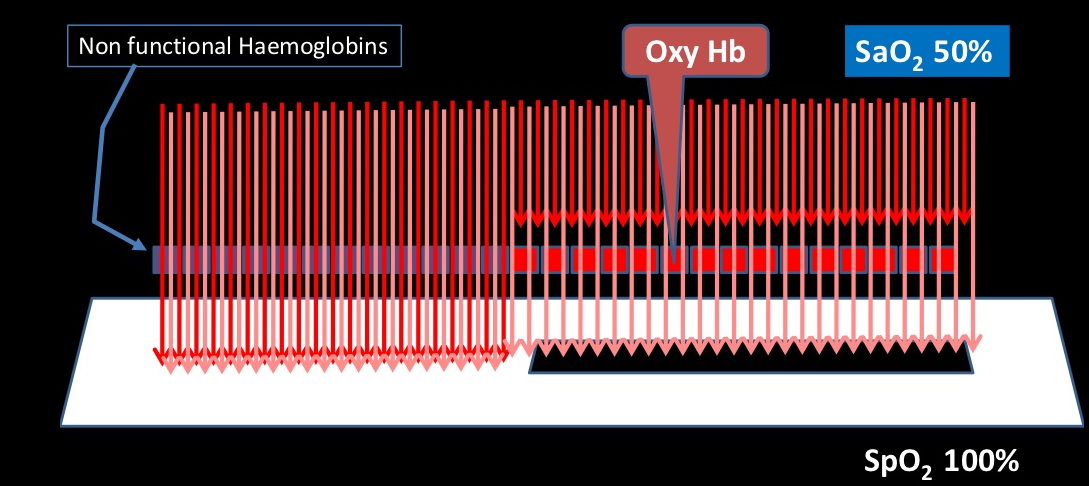 Non functional Haemoglobins
Oxy Hb
SaO₂ 50%
SpO₂ 100%